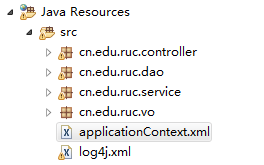 Java Resources
src
cn.edu.ruc.controller
cn.edu.ruc.dao
cn.edu.ruc.service
cn.edu.ruc.vo
applicationContext.xml
log4j.xml